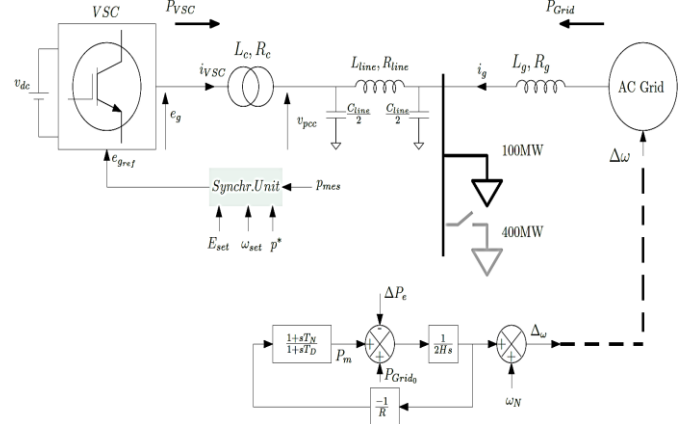 VSC
P_VSC
P_Grid
v_dc
e_g
i_VSC
L_c, R_c
v_pcc
L_line, R_line
C_line/2
C_line/2
i_g
L_g, R_g
AC Grid
e_gref
Synchr.Unit
p_mes
E_set
ω_set
p*
100MW
400MW
Δω
ΔP_e
1+sT_N/1+sT_D
P_m
-
+
+
P_Grid0
1/2Hs
+
+
Δ_ω
ω_N
-1/R